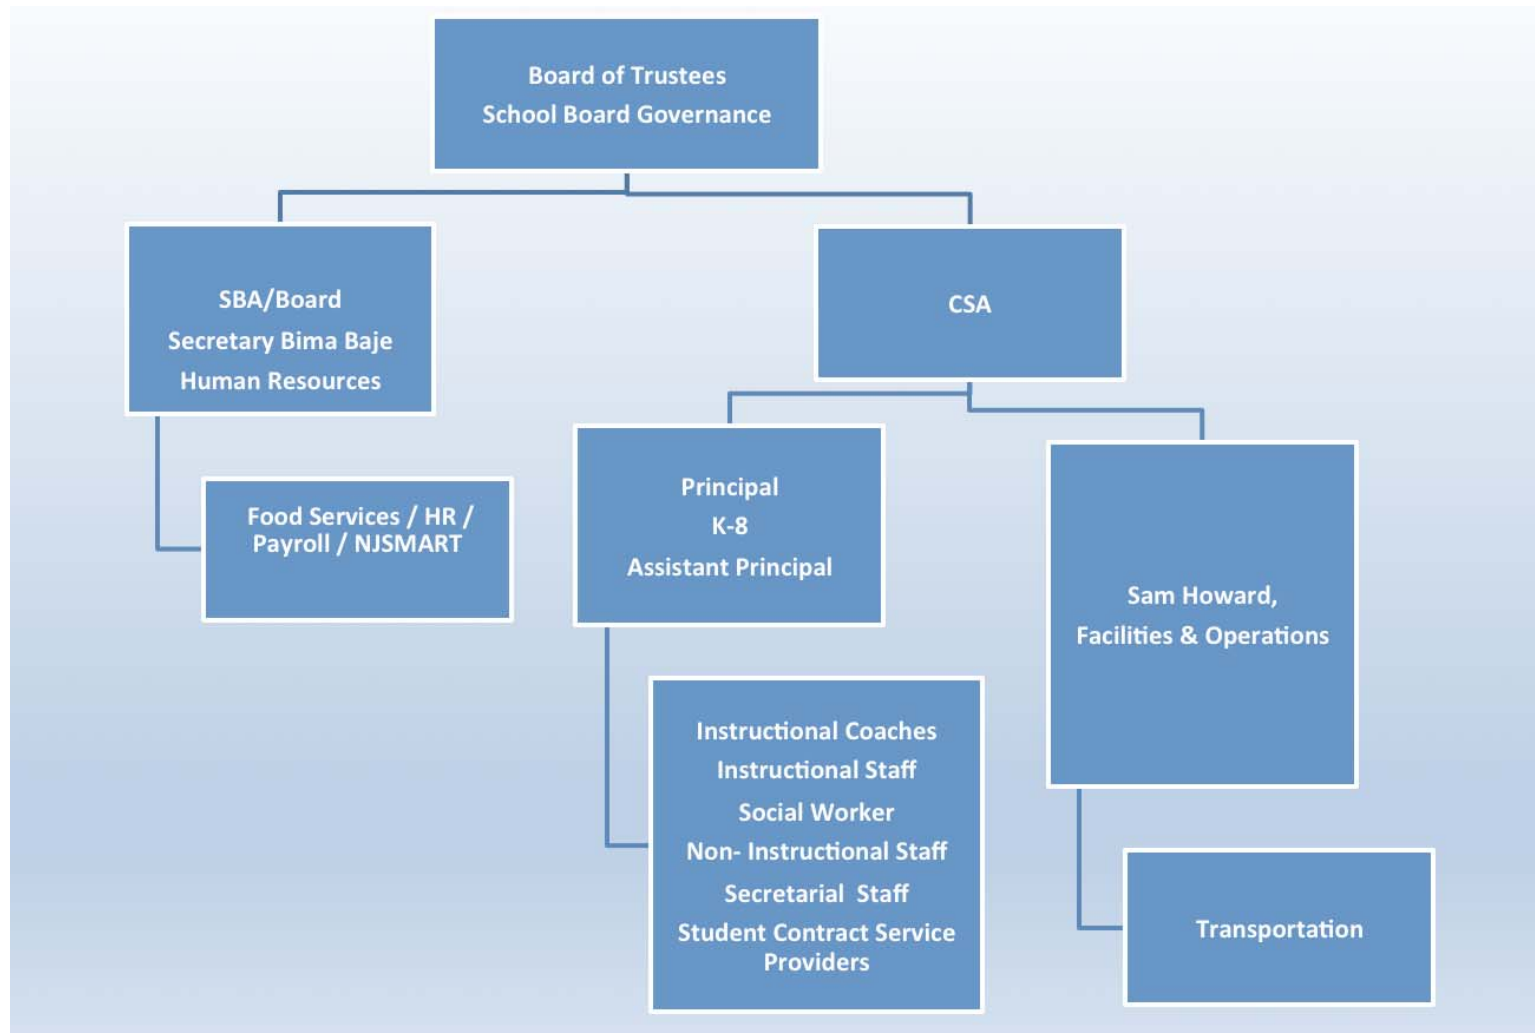 Board of Trustees
School Board Governance
SBA/Board
Secretary Bima Baje
Human Resources
CSA
Food Services / HR /
Payroll / NJSMART
Principal
K-8
Assistant Principal
Sam Howard,
Facilities & Operations
Instructional Coaches
Instructional Staff
Social Worker
Non- Instructional Staff
Secretarial  Staff
Student Contract Service
Providers
Transportation